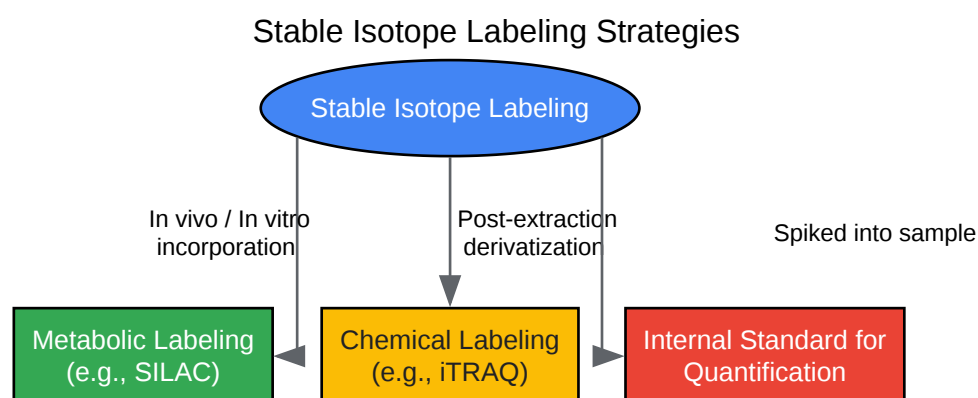 Stable Isotope Labeling Strategies
Stable Isotope Labeling
In vivo / In vitro
incorporation
Post-extraction
derivatization
Spiked into sample
Metabolic Labeling
(e.g., SILAC)
Chemical Labeling
(e.g., iTRAQ)
Internal Standard for
Quantification